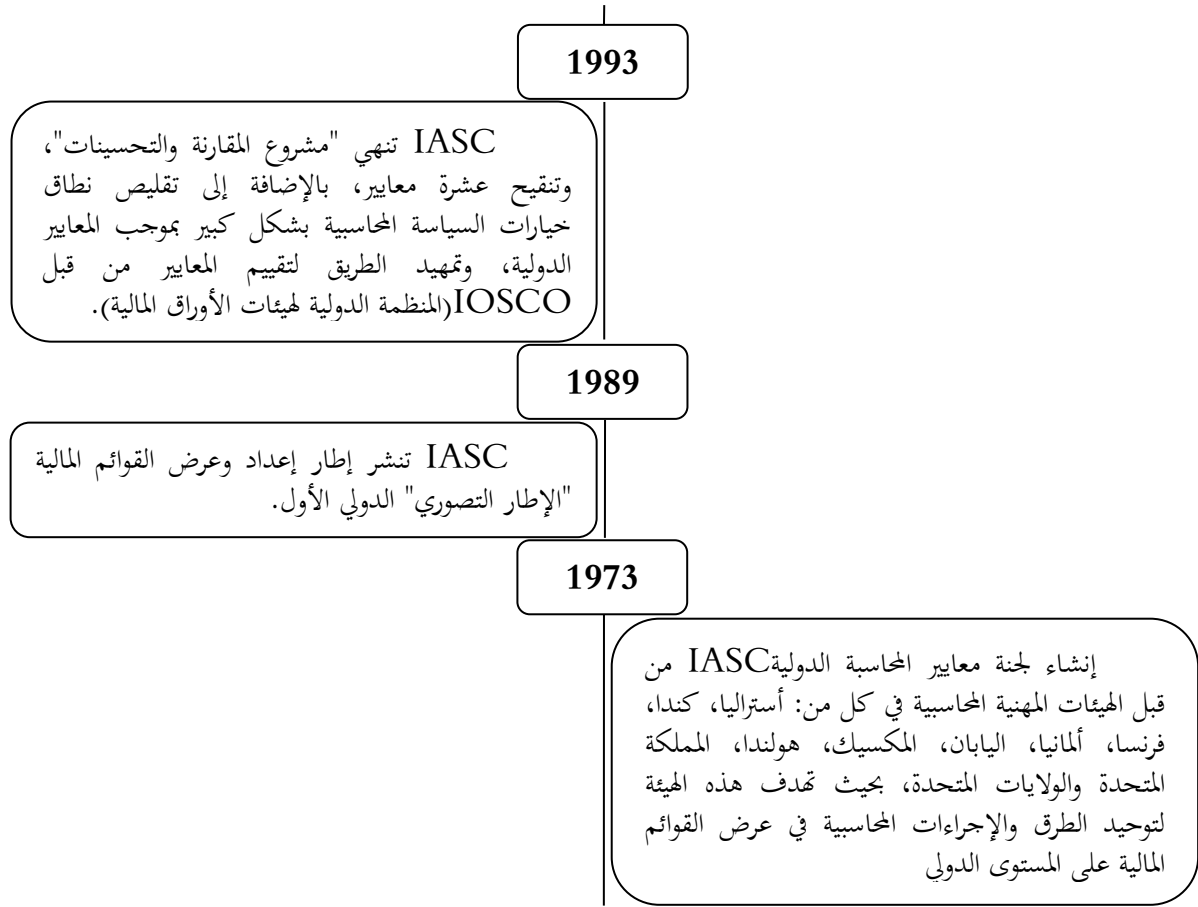 1993
IASC تنهي "مشروع المقارنة والتحسينات"،
وتنقيح عشرة معايير، بالإضافة إلى تقليص نطاق
خيارات السياسة المحاسبية بشكل كبير بموجب المعايير
الدولية، وتمهيد الطريق لتقييم المعايير من قبل
IOSCO(المنظمة الدولية لهيئات الأوراق المالية).
1989
IASC تنشر إطار إعداد وعرض القوائم المالية
"الإطار التصوري" الدولي الأول.
1973
إنشاء لجنة معايير المحاسبة الدوليةIASC من
قبل الهيئات المهنية المحاسبية في كل من: أستراليا، كندا،
فرنسا، ألمانيا، اليابان، المكسيك، هولندا، المملكة
المتحدة والولايات المتحدة، بحيث تهدف هذه الهيئة
لتوحيد الطرق والإجراءات المحاسبية في عرض القوائم
المالية على المستوى الدولي